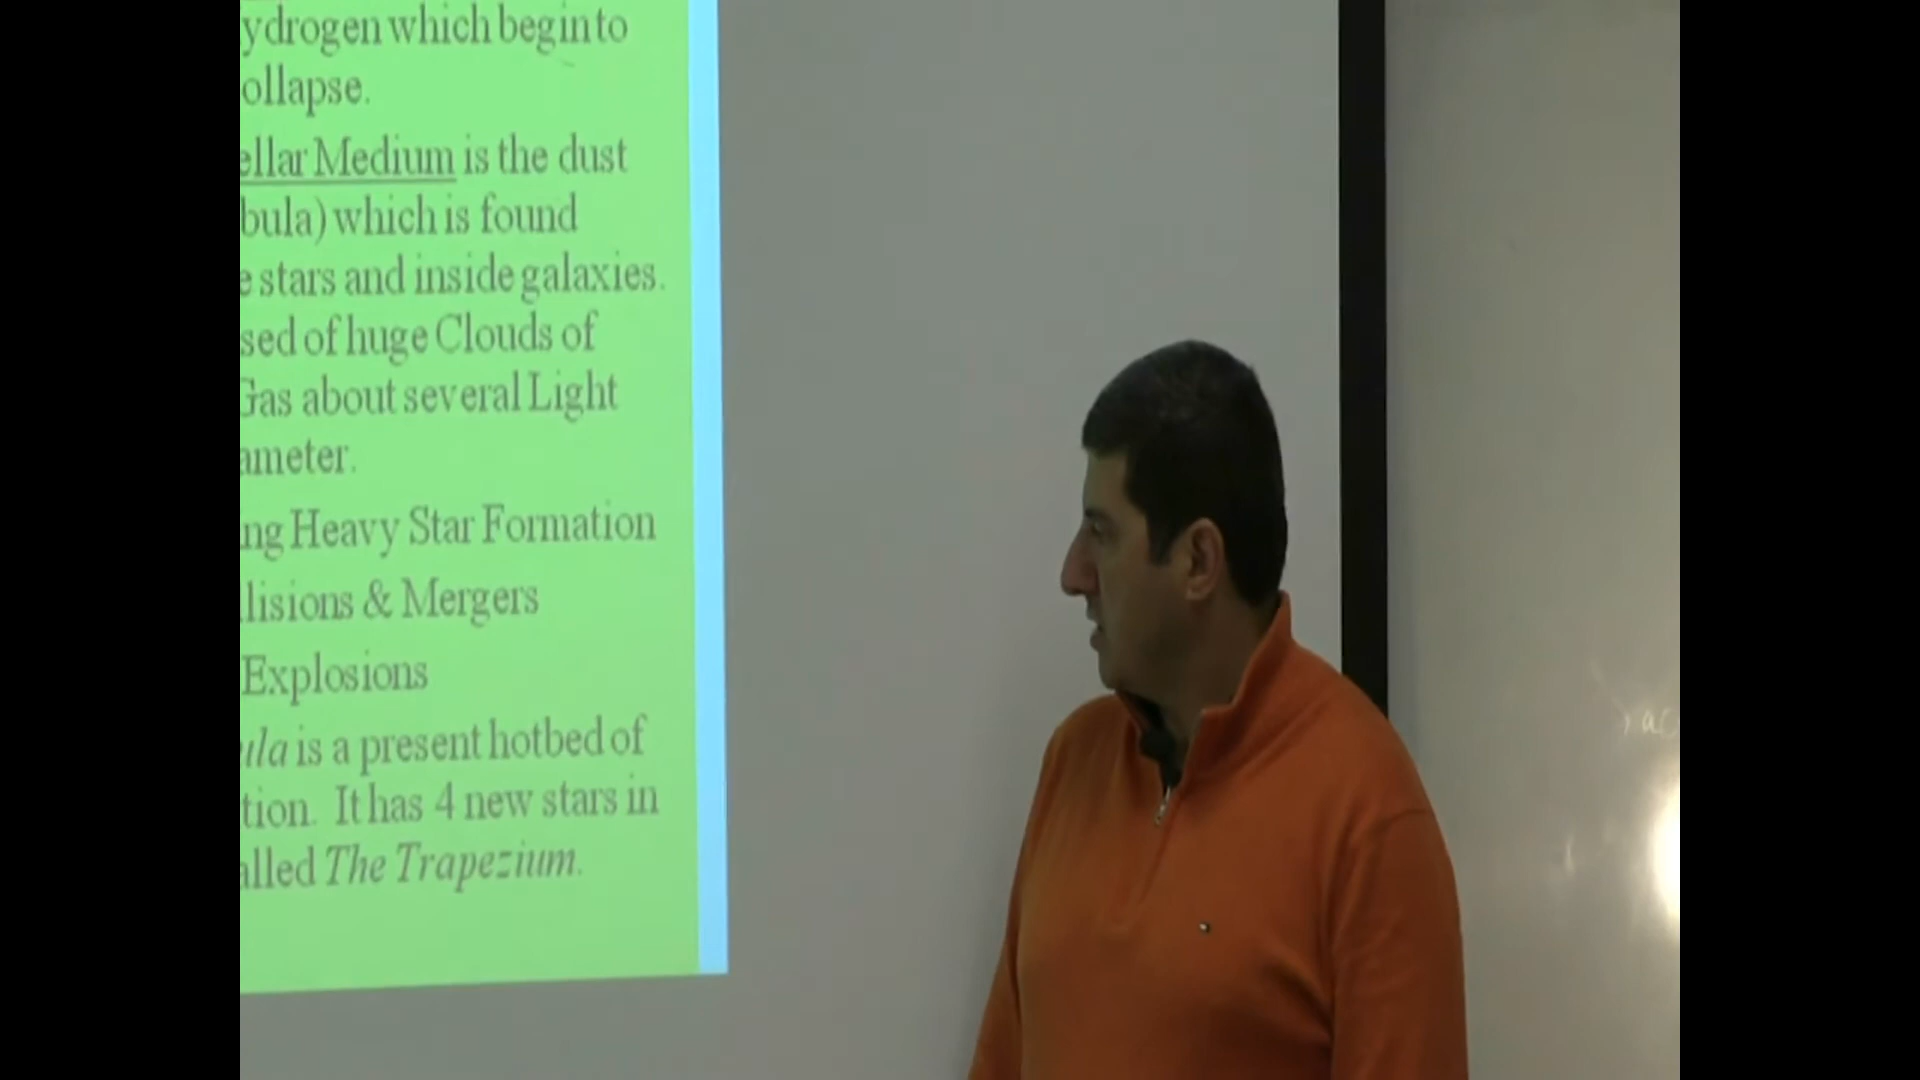 ydrogen which begin to
ollapse.
ellar Medium is the dust
bula) which is found
e stars and inside galaxies.
sed of huge Clouds of
Gas about several Light
ameter.
ng Heavy Star Formation
lisions & Mergers
Explosions
ula is a present hotbed of
tion. It has 4 new stars in
alled The Trapezium.